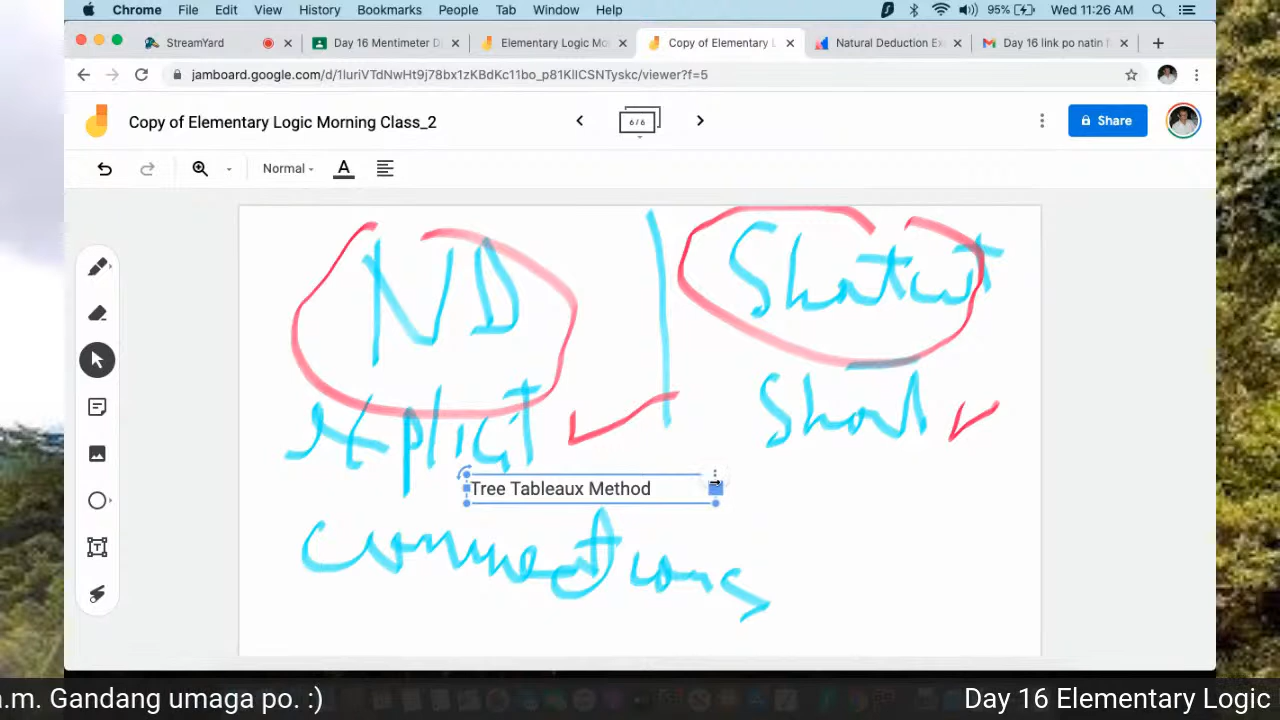 Chrome File Edit View History Bookmarks People Tab Window Help 95% Wed 11:26 AM
StreamYard Day 16 Mentimeter D Elementary Logic Mo Copy of Elementary L Natural Deduction Ex Day 16 link po natin
jamboard.google.com/d/1luriVTdNwHt9j78bx1zKBdKc11bo_p81KlICSNTyskc/viewer?f=5
Copy of Elementary Logic Morning Class_2
6 / 6
Share
Normal
A
ND Shortcut
explicit Short
Tree Tableaux Method
connections
a.m. Gandang umaga po. :) Day 16 Elementary Logic